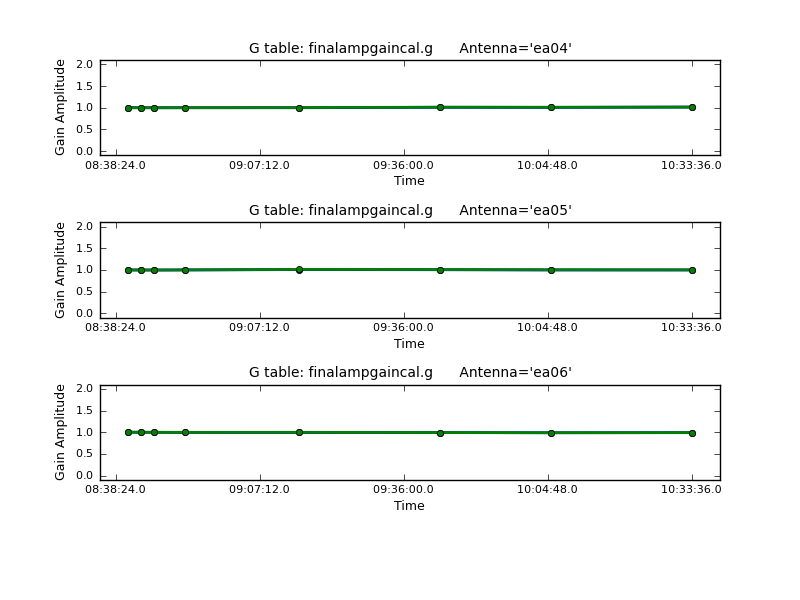 G table: finalampgaincal.g Antenna='ea04'
Gain Amplitude
2.0
1.5
1.0
0.5
0.0
08:38:24.0 09:07:12.0 09:36:00.0 10:04:48.0 10:33:36.0
Time
G table: finalampgaincal.g Antenna='ea05'
Gain Amplitude
2.0
1.5
1.0
0.5
0.0
08:38:24.0 09:07:12.0 09:36:00.0 10:04:48.0 10:33:36.0
Time
G table: finalampgaincal.g Antenna='ea06'
Gain Amplitude
2.0
1.5
1.0
0.5
0.0
08:38:24.0 09:07:12.0 09:36:00.0 10:04:48.0 10:33:36.0
Time